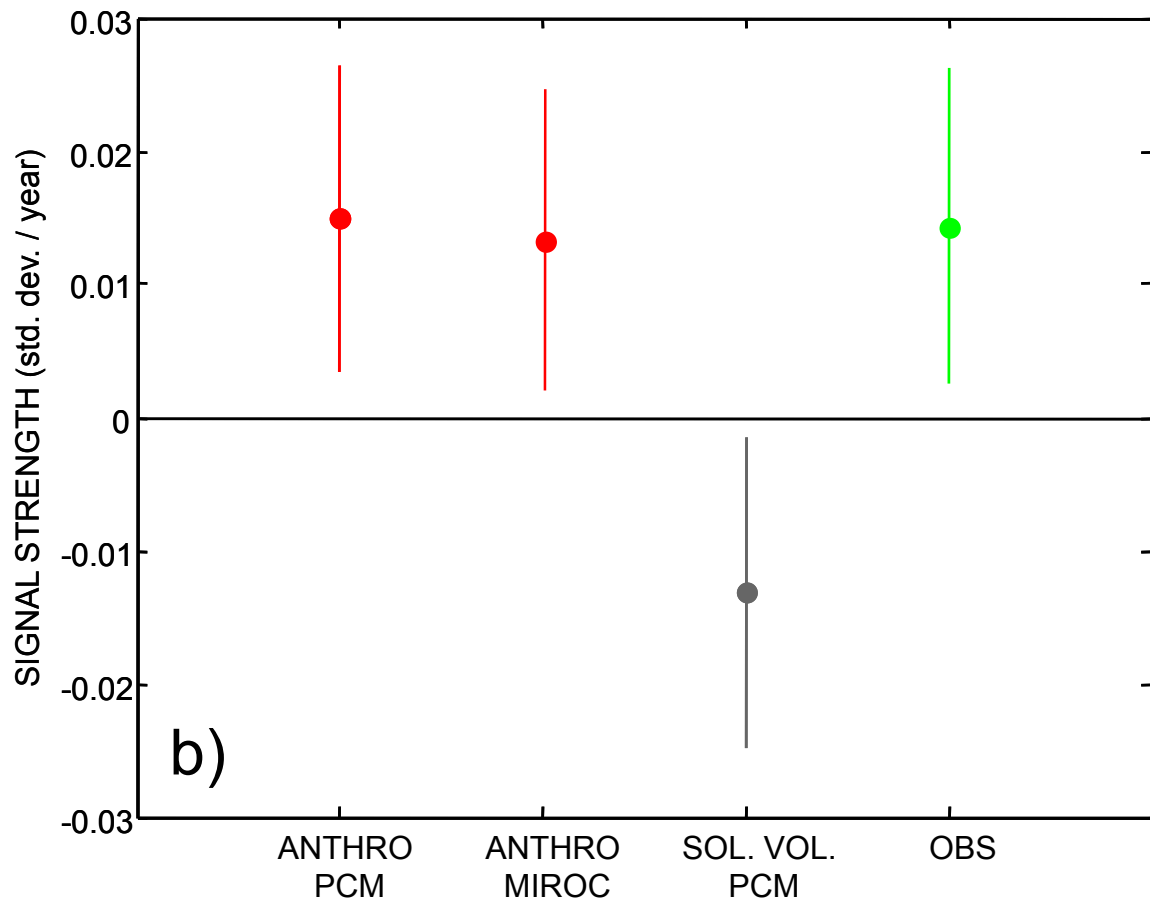 SIGNAL STRENGTH (std. dev. / year)
0.03
0.02
0.01
0
-0.01
-0.02
-0.03
b)
ANTHRO PCM
ANTHRO MIROC
SOL. VOL. PCM
OBS